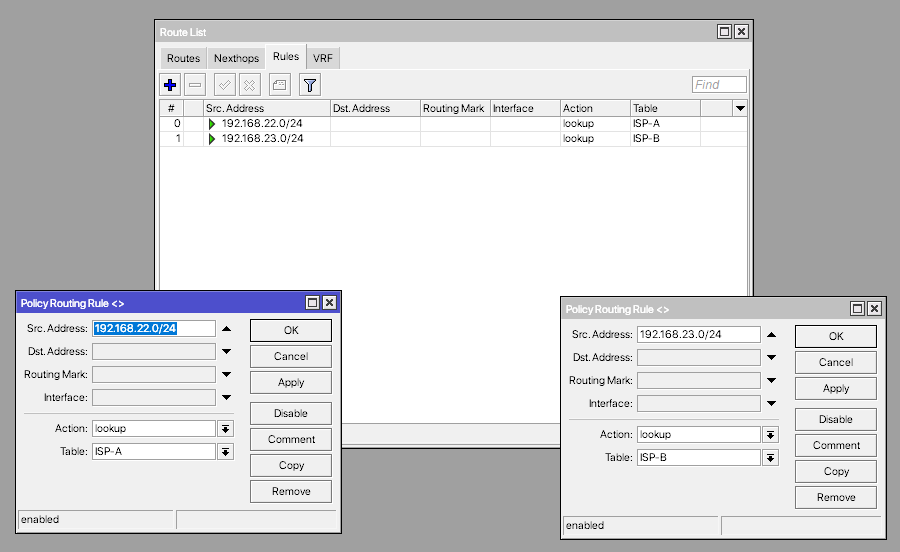 Route List
Routes Nexthops Rules VRF
Find
# Src. Address Dst. Address Routing Mark Interface Action Table
0 192.168.22.0/24 lookup ISP-A
1 192.168.23.0/24 lookup ISP-B
Policy Routing Rule <>
Src. Address: 192.168.22.0/24 OK
Dst. Address: Cancel
Routing Mark: Apply
Interface:
Disable
Action: lookup
Comment
Table: ISP-A
Copy
Remove
enabled
Policy Routing Rule <>
Src. Address: 192.168.23.0/24 OK
Dst. Address: Cancel
Routing Mark: Apply
Interface:
Disable
Action: lookup
Comment
Table: ISP-B
Copy
Remove
enabled